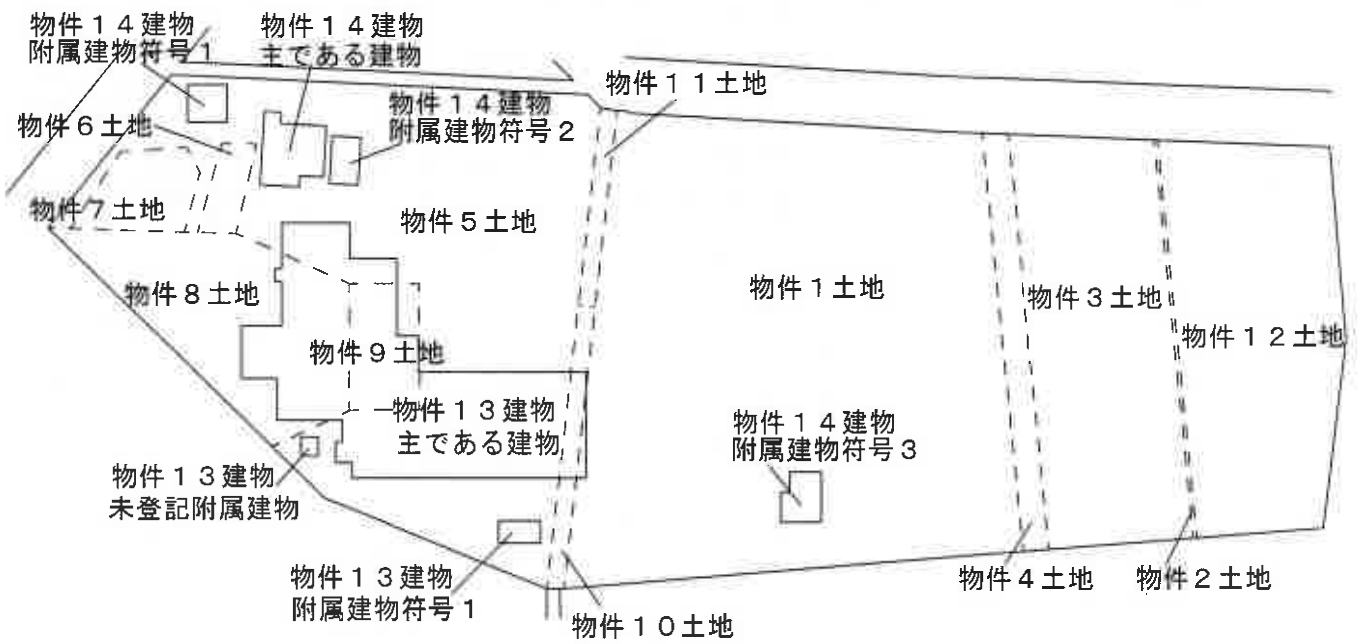 物件１４建物
附属建物符号１
物件１４建物
主である建物
物件１１土地
物件１４建物
附属建物符号２
物件６土地
物件７土地
物件５土地
物件８土地
物件１土地
物件３土地
物件１２土地
物件９土地
物件１３建物
主である建物
物件１４建物
附属建物符号３
物件１３建物
未登記附属建物
物件１３建物
附属建物符号１
物件１０土地
物件４土地
物件２土地